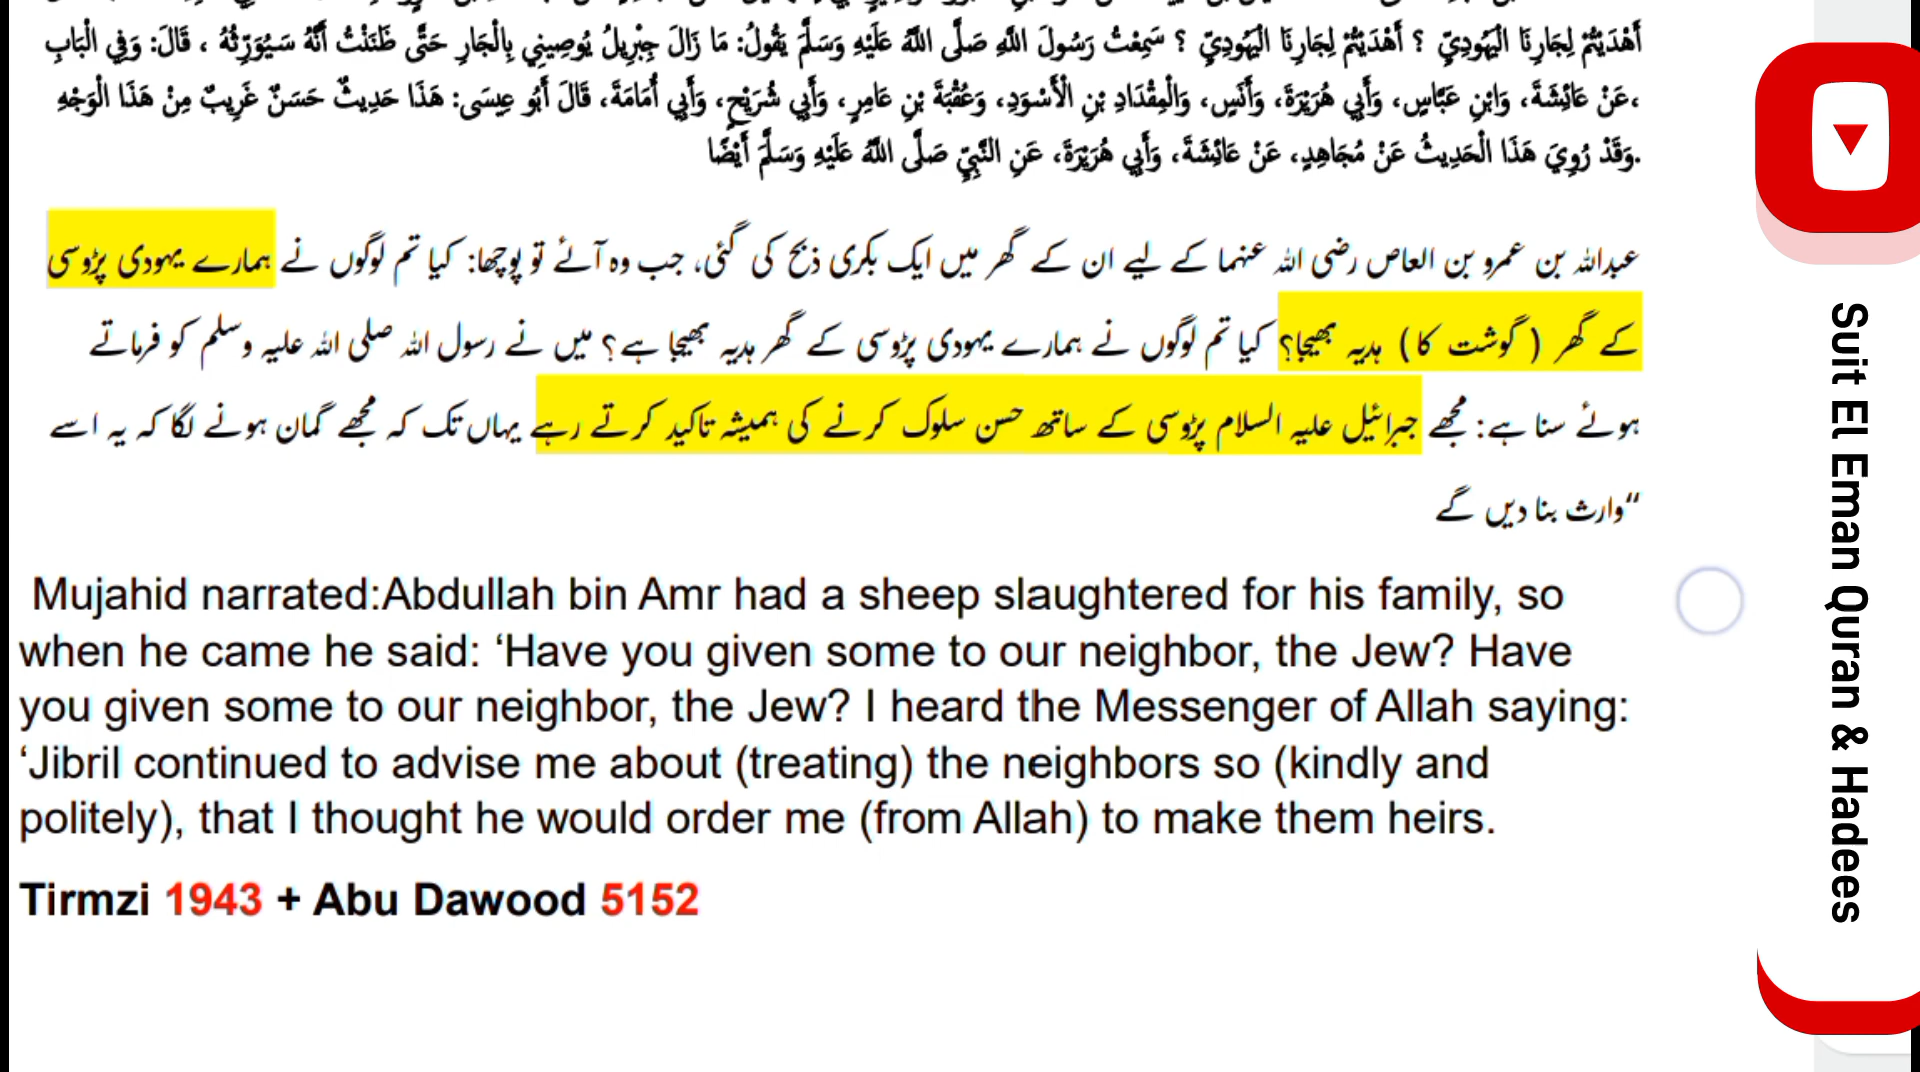 أَهْدَيْتُمْ لِجَارِنَا الْيَهُودِيِّ ؟ أَهْدَيْتُمْ لِجَارِنَا الْيَهُودِيِّ ؟ سَمِعْتُ رَسُولَ اللَّهِ صَلَّى اللَّهُ عَلَيْهِ وَسَلَّمَ يَقُولُ: مَا زَالَ جِبْرِيلُ يُوصِينِي بِالْجَارِ حَتَّى ظَنَنْتُ أَنَّهُ سَيُوَرِّثُهُ ، قَالَ: وَفِي الْبَاب
،عَنْ عَائِشَةَ، وَابْنِ عَبَّاسٍ، وَأَبِي هُرَيْرَةَ، وَأَنَسٍ، وَالْمِقْدَادِ بْنِ الْأَسْوَدِ، وَعُقْبَةَ بْنِ عَامِرٍ، وَأَبِي شُرَيْحٍ، وَأَبِي أُمَامَةَ، قَالَ أَبُو عِيسَى: هَذَا حَدِيثٌ حَسَنٌ غَرِيبٌ مِنْ هَذَا الْوَجْهِ
.وَقَدْ رُوِيَ هَذَا الْحَدِيثُ عَنْ مُجَاهِدٍ، عَنْ عَائِشَةَ، وَأَبِي هُرَيْرَةَ، عَنِ النَّبِيِّ صَلَّى اللَّهُ عَلَيْهِ وَسَلَّمَ أَيْضًا
عبداللہ بن عمرو بن العاص رضی اللہ عنہما کے لیے ان کے گھر میں ایک بکری ذبح کی گئی، جب وہ آئے تو پوچھا: کیا تم لوگوں نے ہمارے یہودی پڑوسی
کے گھر ( گوشت کا ) ہدیہ بھیجا؟ کیا تم لوگوں نے ہمارے یہودی پڑوسی کے گھر ہدیہ بھیجا ہے؟ میں نے رسول اللہ صلی اللہ علیہ وسلم کو فرماتے
ہوئے سنا ہے: مجھے جبرائیل علیہ السلام پڑوسی کے ساتھ حسن سلوک کرنے کی ہمیشہ تاکید کرتے رہے یہاں تک کہ مجھے گمان ہونے لگا کہ یہ اسے
“وارث بنا دیں گے
Mujahid narrated:Abdullah bin Amr had a sheep slaughtered for his family, so
when he came he said: ‘Have you given some to our neighbor, the Jew? Have
you given some to our neighbor, the Jew? I heard the Messenger of Allah saying:
‘Jibril continued to advise me about (treating) the neighbors so (kindly and
politely), that I thought he would order me (from Allah) to make them heirs.
Tirmzi 1943 + Abu Dawood 5152
Suit El Eman Quran & Hadees